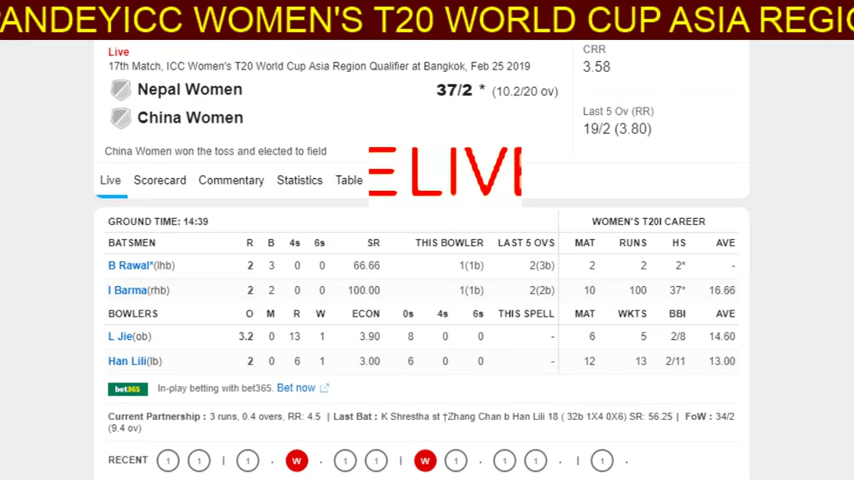 PANDEYICC WOMEN'S T20 WORLD CUP ASIA REGIO
Live
17th Match, ICC Women's T20 World Cup Asia Region Qualifier at Bangkok, Feb 25 2019
Nepal Women 37/2 * (10.2/20 ov)
China Women
China Women won the toss and elected to field
CRR
3.58
Last 5 Ov (RR)
19/2 (3.80)
E LIVE
Live Scorecard Commentary Statistics Table
GROUND TIME: 14:39 WOMEN'S T20I CAREER
BATSMEN R B 4s 6s SR THIS BOWLER LAST 5 OVS MAT RUNS HS AVE
B Rawal*(lhb) 2 3 0 0 66.66 1(1b) 2(3b) 2 2 2* -
I Barma(rhb) 2 2 0 0 100.00 1(1b) 2(2b) 10 100 37* 16.66
BOWLERS O M R W ECON 0s 4s 6s THIS SPELL MAT WKTS BBI AVE
L Jie(ob) 3.2 0 13 1 3.90 8 0 0 - 6 5 2/8 14.60
Han Lili(lb) 2 0 6 1 3.00 6 0 0 - 12 13 2/11 13.00
bet365 In-play betting with bet365. Bet now
Current Partnership : 3 runs, 0.4 overs, RR: 4.5 | Last Bat : K Shrestha st †Zhang Chan b Han Lili 18 ( 32b 1X4 0X6) SR: 56.25 | FoW : 34/2
(9.4 ov)
RECENT 1 1 | 1 . W . 1 1 | W 1 . 1 1 . | 1 .